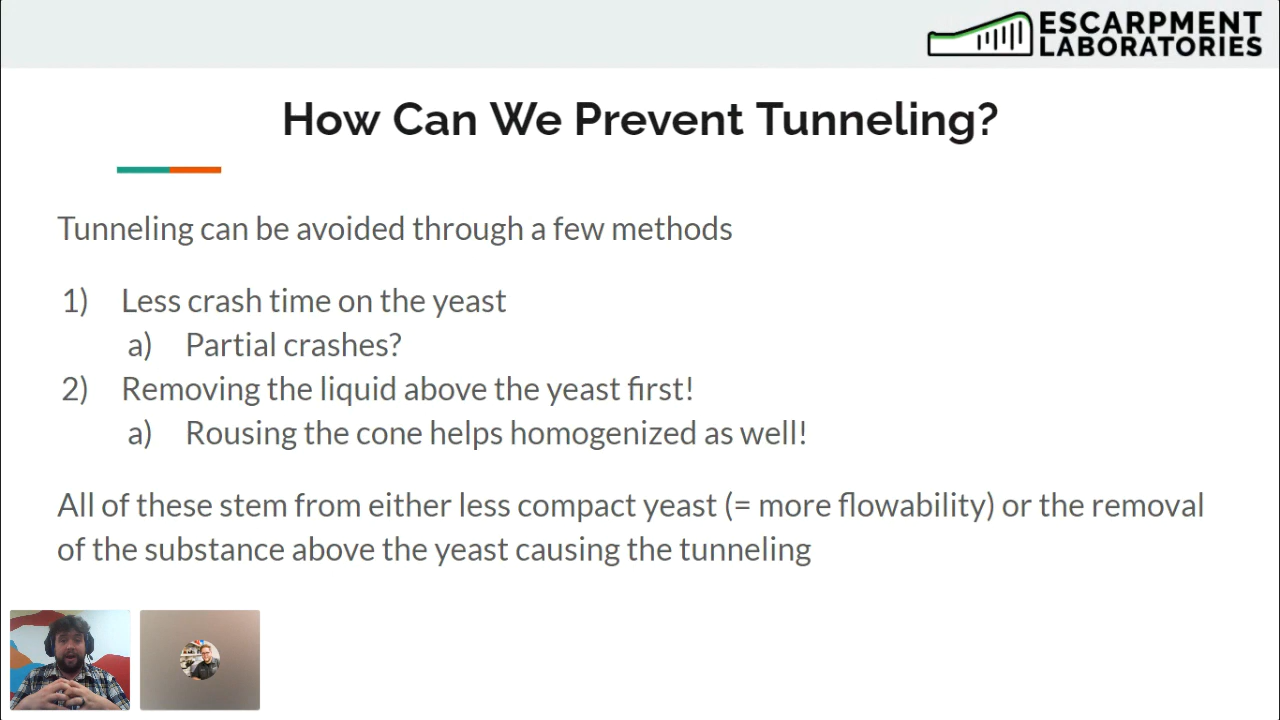 ESCARPMENT
LABORATORIES
How Can We Prevent Tunneling?
Tunneling can be avoided through a few methods
1) Less crash time on the yeast
a) Partial crashes?
2) Removing the liquid above the yeast first!
a) Rousing the cone helps homogenized as well!
All of these stem from either less compact yeast (= more flowability) or the removal
of the substance above the yeast causing the tunneling